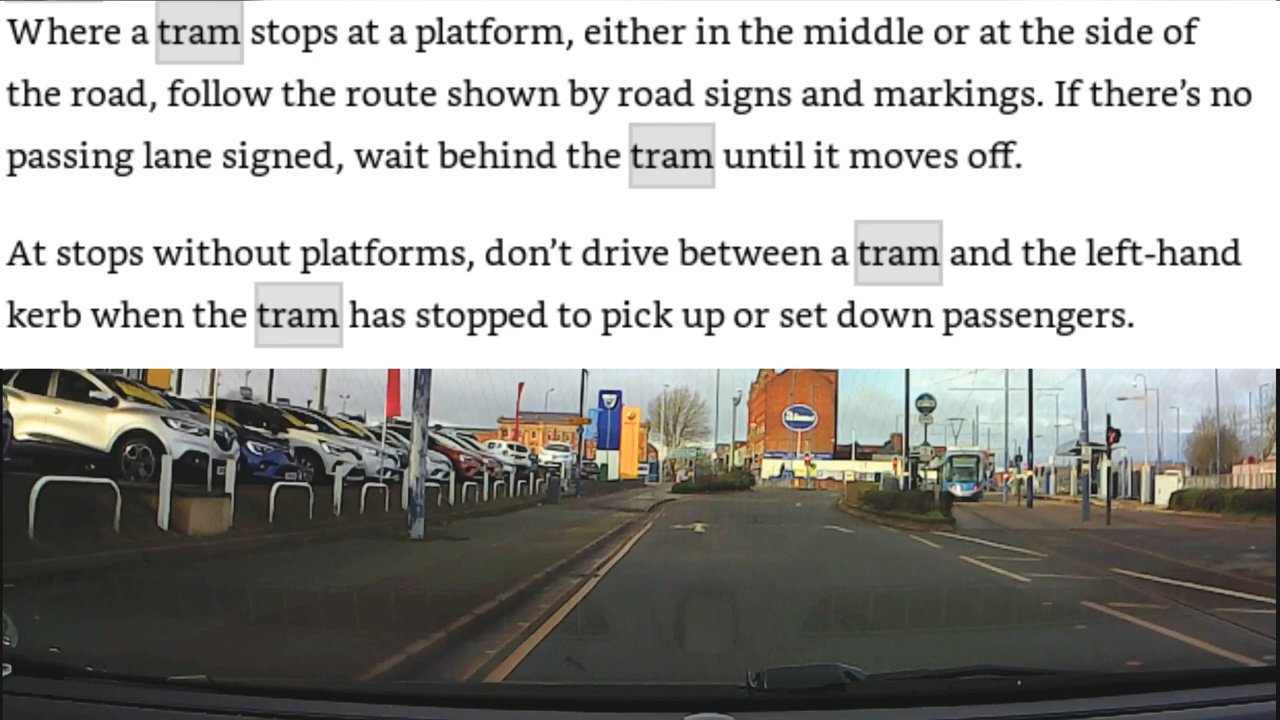 Where a tram stops at a platform, either in the middle or at the side of
the road, follow the route shown by road signs and markings. If there’s no
passing lane signed, wait behind the tram until it moves off.
At stops without platforms, don’t drive between a tram and the left-hand
kerb when the tram has stopped to pick up or set down passengers.